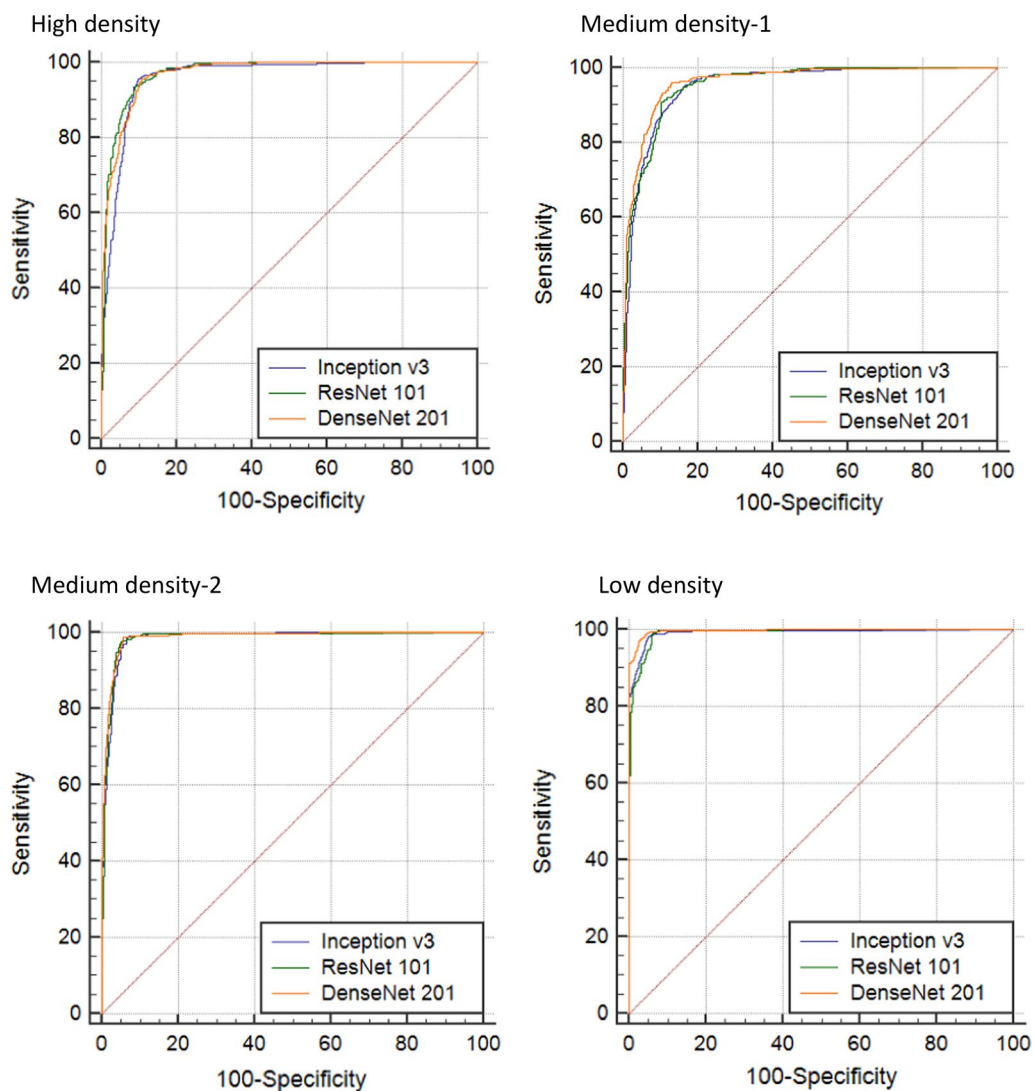 High density
100
80
60
40
20
0
Sensitivity
Inception v3
ResNet 101
DenseNet 201
0 20 40 60 80 100
100-Specificity
Medium density-1
100
80
60
40
20
0
Sensitivity
Inception v3
ResNet 101
DenseNet 201
0 20 40 60 80 100
100-Specificity
Medium density-2
100
80
60
40
20
0
Sensitivity
Inception v3
ResNet 101
DenseNet 201
0 20 40 60 80 100
100-Specificity
Low density
100
80
60
40
20
0
Sensitivity
Inception v3
ResNet 101
DenseNet 201
0 20 40 60 80 100
100-Specificity